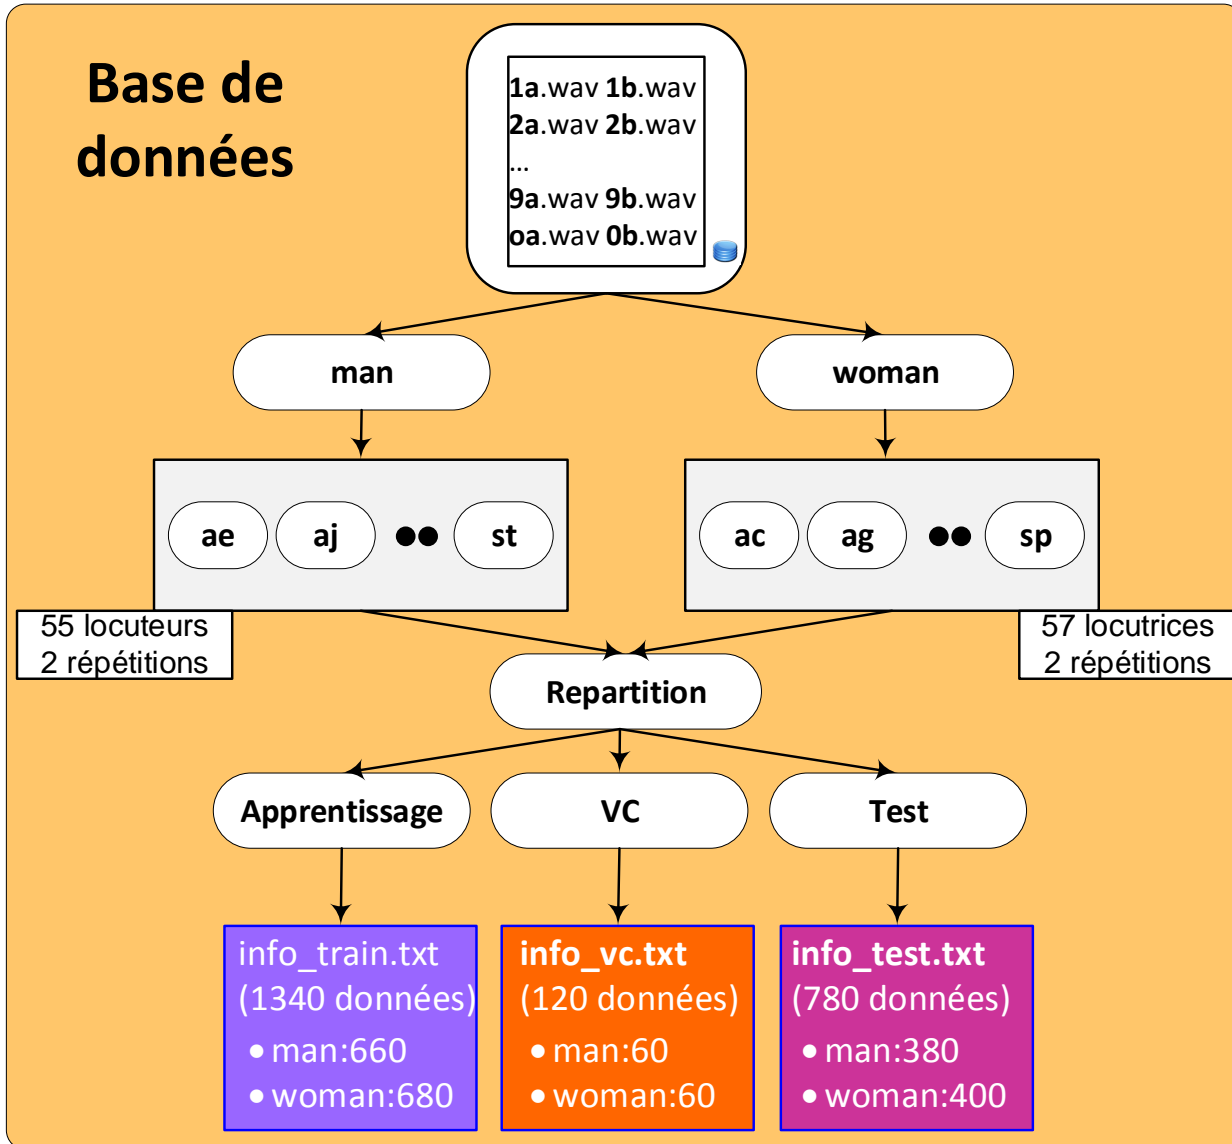 Base de
données
1a.wav 1b.wav
2a.wav 2b.wav
...
9a.wav 9b.wav
oa.wav 0b.wav
man
woman
ae aj st
ac ag sp
55 locuteurs
2 répétitions
57 locutrices
2 répétitions
Repartition
Apprentissage
VC
Test
info_train.txt
(1340 données)
• man:660
• woman:680
info_vc.txt
(120 données)
• man:60
• woman:60
info_test.txt
(780 données)
• man:380
• woman:400